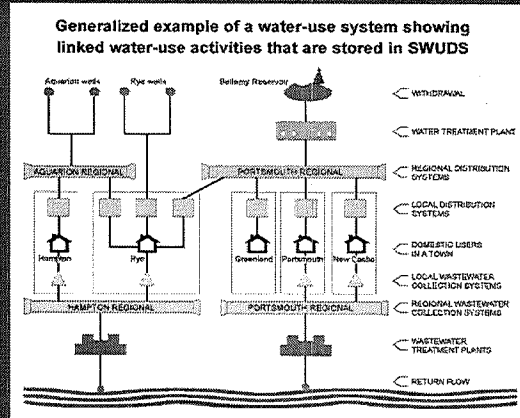 Generalized example of a water-use system showing
linked water-use activities that are stored in SWUDS
Aquarion wells
Rye wells
Bellamy Reservoir
WITHDRAWAL
WATER TREATMENT PLANT
AQUARION REGIONAL
PORTSMOUTH REGIONAL
REGIONAL DISTRIBUTION
SYSTEMS
LOCAL DISTRIBUTION
SYSTEMS
Hampton
Rye
Greenland
Portsmouth
New Castle
DOMESTIC USERS
IN A TOWN
LOCAL WASTEWATER
COLLECTION SYSTEMS
HAMPTON REGIONAL
PORTSMOUTH REGIONAL
REGIONAL WASTEWATER
COLLECTION SYSTEMS
WASTEWATER
TREATMENT PLANTS
RETURN FLOW